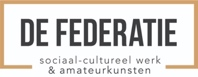 DE FEDERATIE
sociaal-cultureel werk
& amateurkunsten